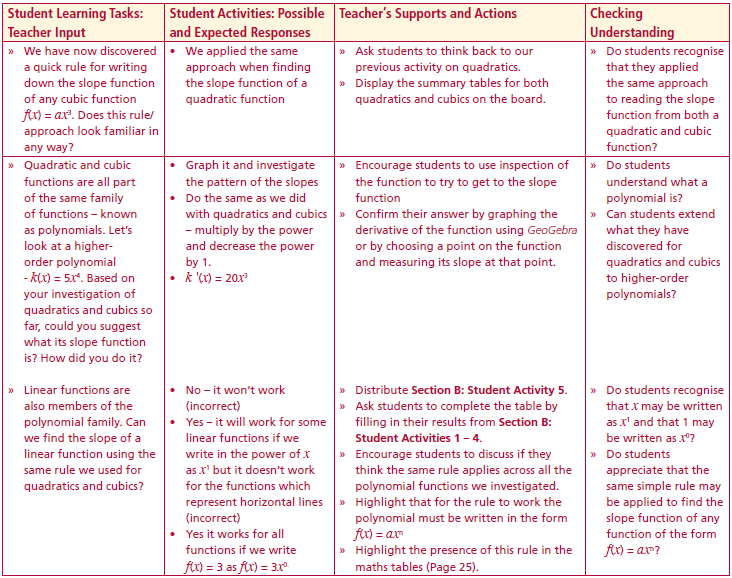 Student Learning Tasks:
Teacher Input
Student Activities: Possible
and Expected Responses
Teacher's Supports and Actions
Checking
Understanding
» We have now discovered
a quick rule for writing
down the slope function
of any cubic function
f(x) = ax³. Does this rule/
approach look familiar in
any way?
• We applied the same
approach when finding
the slope function of a
quadratic function
» Ask students to think back to our
previous activity on quadratics.
» Display the summary tables for both
quadratics and cubics on the board.
» Do students recognise
that they applied
the same approach
to reading the slope
function from both a
quadratic and cubic
function?
» Quadratic and cubic
functions are all part
of the same family
of functions – known
as polynomials. Let's
look at a higher-
order polynomial
- k(x) = 5x⁴. Based on
your investigation of
quadratics and cubics so
far, could you suggest
what its slope function
is? How did you do it?
• Graph it and investigate
the pattern of the slopes
• Do the same as we did
with quadratics and cubics
– multiply by the power
and decrease the power
by 1.
• k '(x) = 20x³
» Encourage students to use inspection of
the function to try to get to the slope
function
» Confirm their answer by graphing the
derivative of the function using GeoGebra
or by choosing a point on the function
and measuring its slope at that point.
» Do students
understand what a
polynomial is?
» Can students extend
what they have
discovered for
quadratics and cubics
to higher-order
polynomials?
» Linear functions are
also members of the
polynomial family. Can
we find the slope of a
linear function using the
same rule we used for
quadratics and cubics?
• No – it won't work
(incorrect)
• Yes – it will work for some
linear functions if we
write in the power of x
as x¹ but it doesn't work
for the functions which
represent horizontal lines
(incorrect)
• Yes it works for all
functions if we write
f(x) = 3 as f(x) = 3x⁰.
» Distribute Section B: Student Activity 5.
» Ask students to complete the table by
filling in their results from Section B:
Student Activities 1 – 4.
» Encourage students to discuss if they
think the same rule applies across all the
polynomial functions we investigated.
» Highlight that for the rule to work the
polynomial must be written in the form
f(x) = axⁿ
» Highlight the presence of this rule in the
maths tables (Page 25).
» Do students recognise
that x may be written
as x¹ and that 1 may
be written as x⁰?
» Do students
appreciate that the
same simple rule may
be applied to find the
slope function of any
function of the form
f(x) = axⁿ?